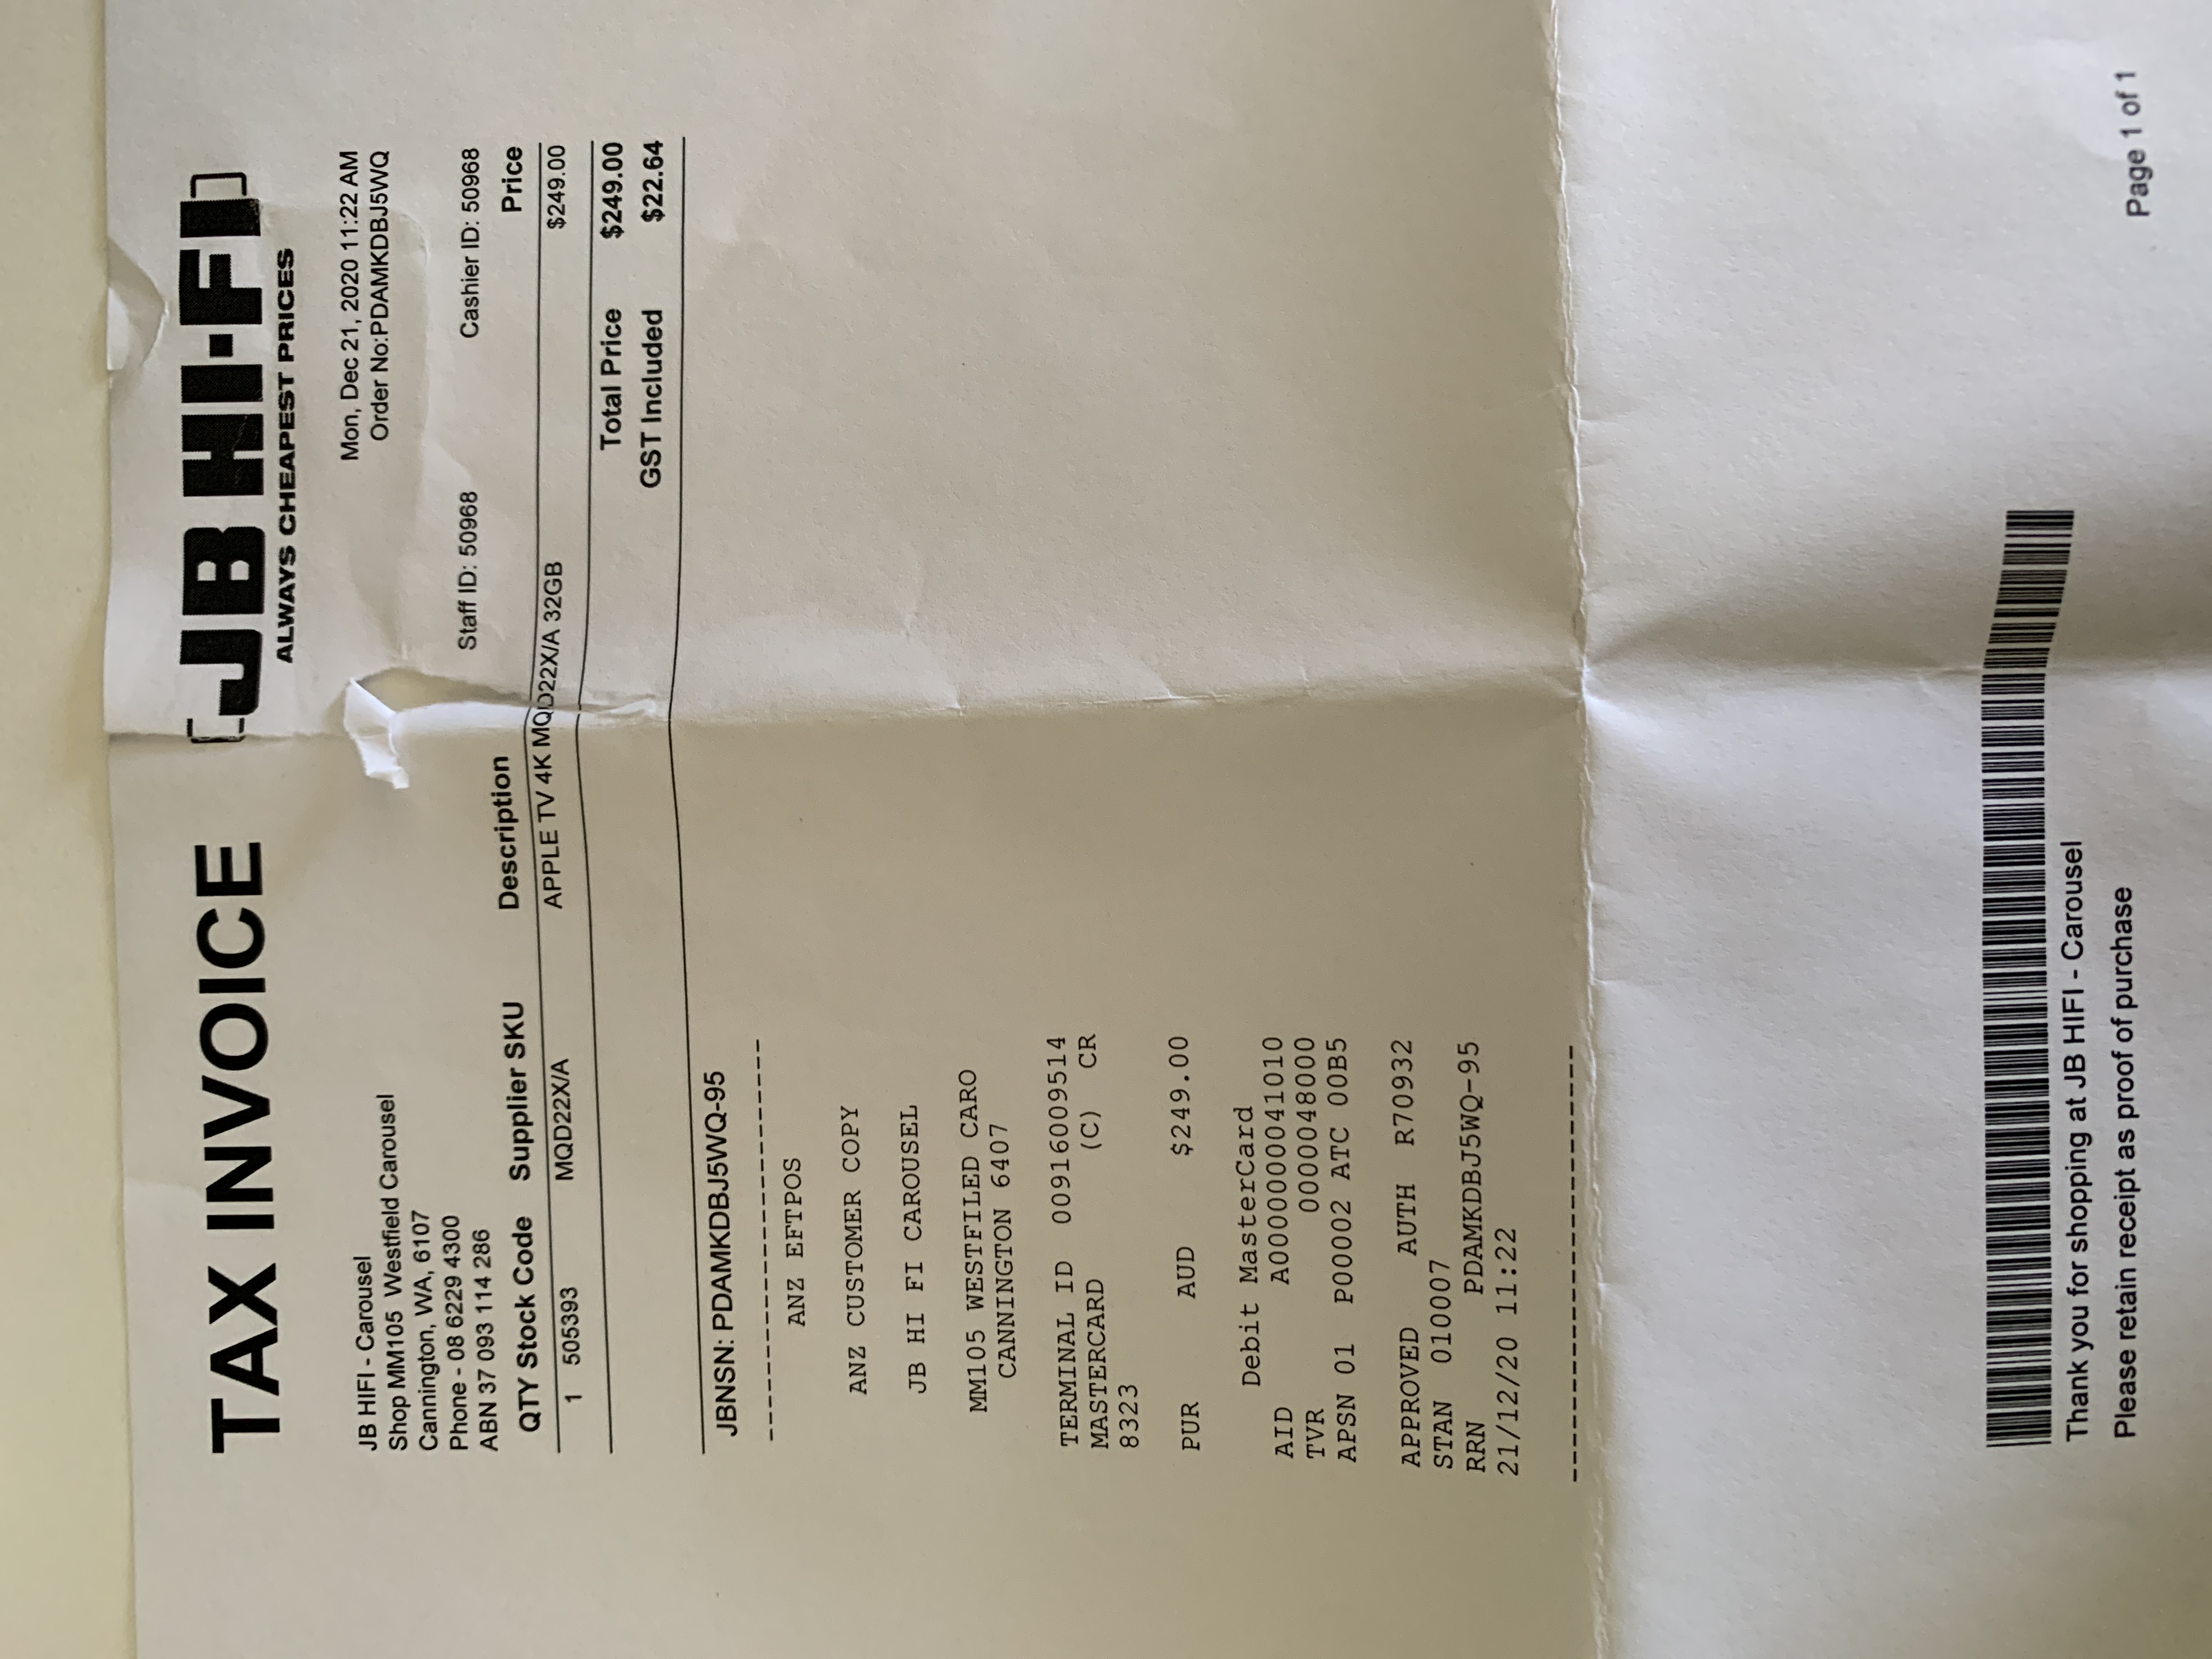 TAX INVOICE
JB HI-FI
ALWAYS CHEAPEST PRICES
JB HIFI - Carousel
Shop MM105 Westfield Carousel
Cannington, WA, 6107
Phone - 08 6229 4300
ABN 37 093 114 286
Mon, Dec 21, 2020 11:22 AM
Order No:PDAMKDBJ5WQ
Staff ID: 50968 Cashier ID: 50968
QTY Stock Code Supplier SKU Description Price
1 505393 MQD22X/A APPLE TV 4K MQD22X/A 32GB $249.00
Total Price $249.00
GST Included $22.64
JBNSN: PDAMKDBJ5WQ-95
------------------------
ANZ EFTPOS
ANZ CUSTOMER COPY
JB HI FI CAROUSEL
MM105 WESTFILED CARO
CANNINGTON 6407
TERMINAL ID 00916009514
MASTERCARD (C) CR
8323
PUR AUD $249.00
Debit MasterCard
AID A0000000041010
TVR 0000048000
APSN 01 P00002 ATC 00B5
APPROVED AUTH R70932
STAN 010007
RRN PDAMKDBJ5WQ-95
21/12/20 11:22
------------------------
Thank you for shopping at JB HIFI - Carousel
Please retain receipt as proof of purchase
Page 1 of 1